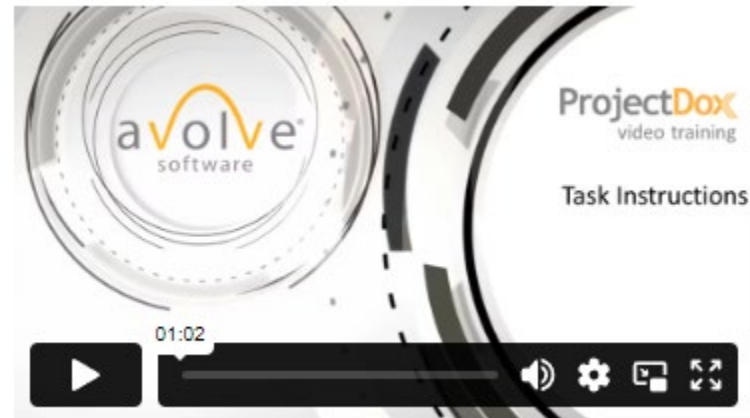 avolve®
software
ProjectDox
video training
Task Instructions
01:02